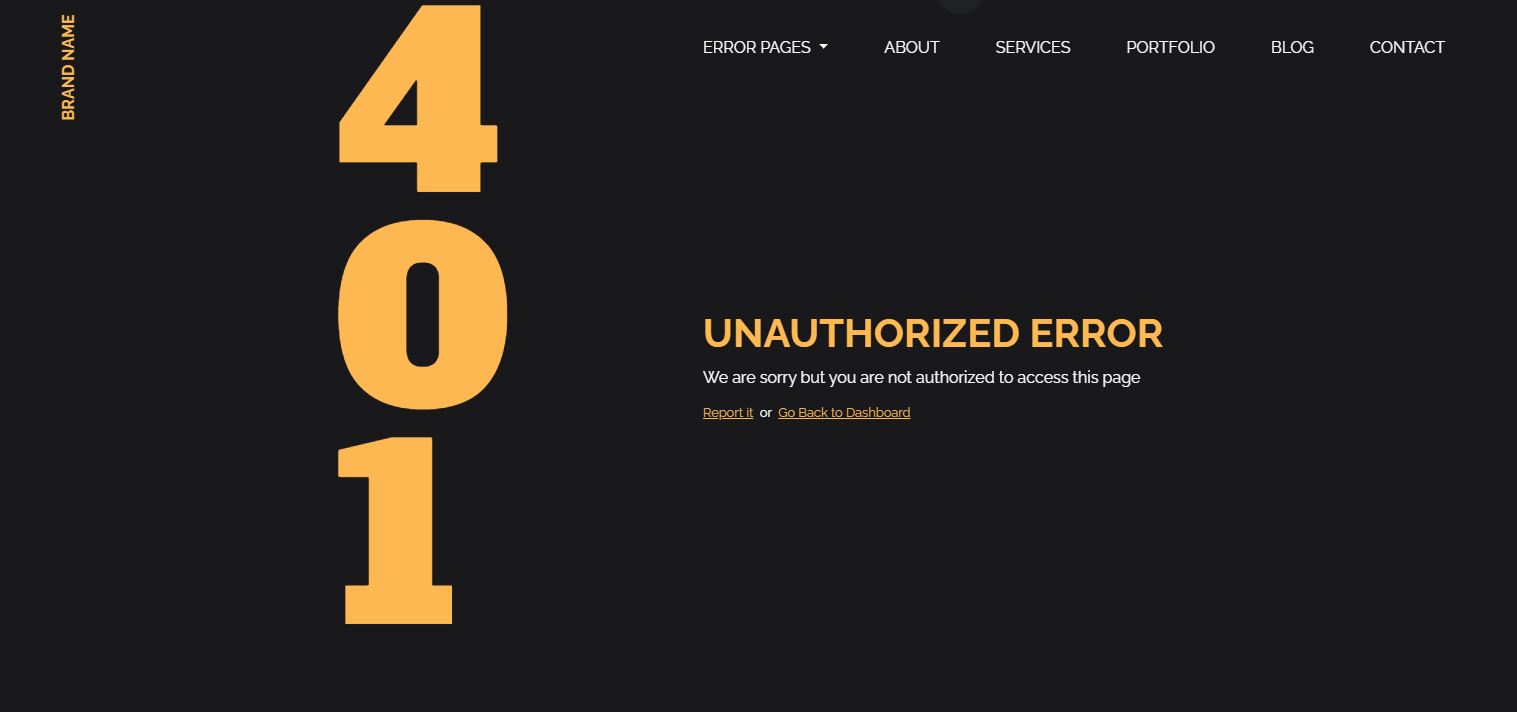 BRAND NAME
ERROR PAGES ABOUT SERVICES PORTFOLIO BLOG CONTACT
4
0
1
UNAUTHORIZED ERROR
We are sorry but you are not authorized to access this page
Report it or Go Back to Dashboard